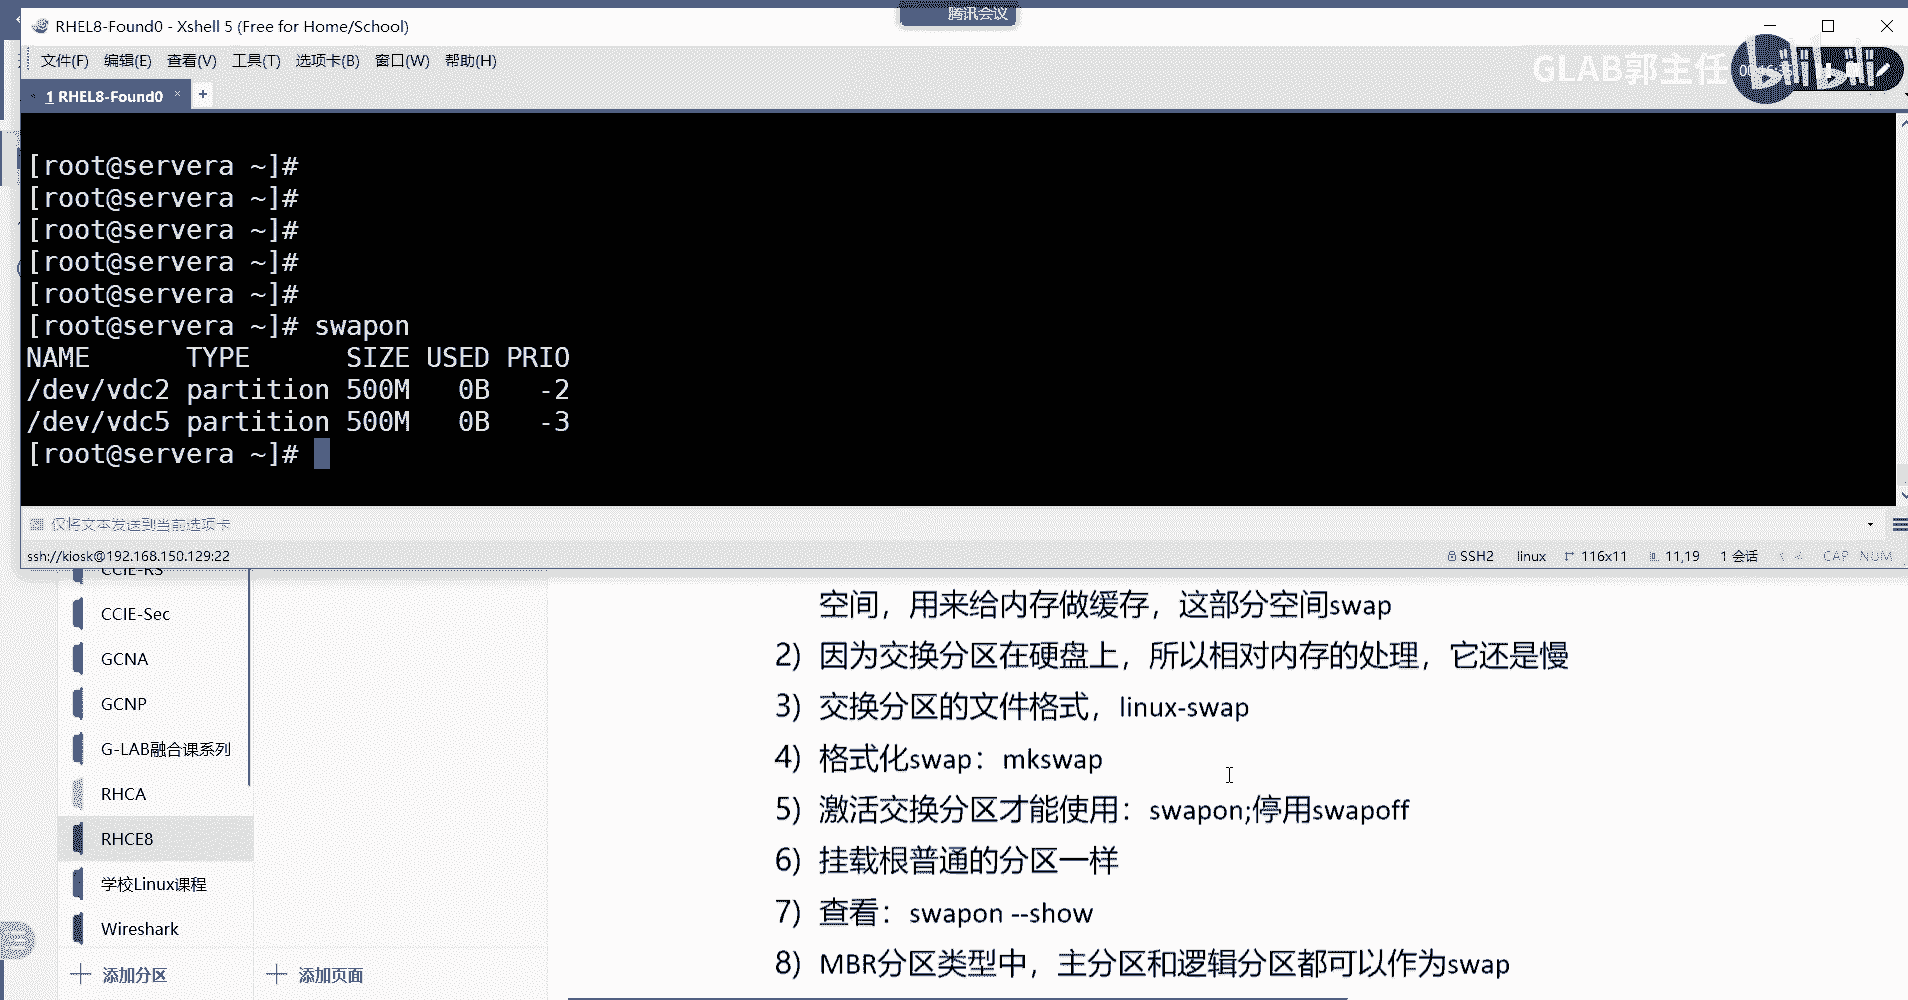 腾讯会议
RHEL8-Found0 - Xshell 5 (Free for Home/School)
文件(F) 编辑(E) 查看(V) 工具(T) 选项卡(B) 窗口(W) 帮助(H)
GLAB郭主任
bilibili
1 RHEL8-Found0 × +
[root@servera ~]#
[root@servera ~]#
[root@servera ~]#
[root@servera ~]#
[root@servera ~]#
[root@servera ~]# swapon
NAME TYPE SIZE USED PRIO
/dev/vdc2 partition 500M 0B -2
/dev/vdc5 partition 500M 0B -3
[root@servera ~]#
仅将文本发送到当前选项卡
ssh://kiosk@192.168.150.129:22 SSH2 linux 116x11 11,19 1 会话 CAP NUM
CCIE-RS
CCIE-Sec
GCNA
GCNP
G-LAB融合课系列
RHCA
RHCE8
学校Linux课程
Wireshark
添加分区 添加页面
空间，用来给内存做缓存，这部分空间swap
2) 因为交换分区在硬盘上，所以相对内存的处理，它还是慢
3) 交换分区的文件格式，linux-swap
4) 格式化swap：mkswap
5) 激活交换分区才能使用：swapon;停用swapoff
6) 挂载根普通的分区一样
7) 查看：swapon --show
8) MBR分区类型中，主分区和逻辑分区都可以作为swap